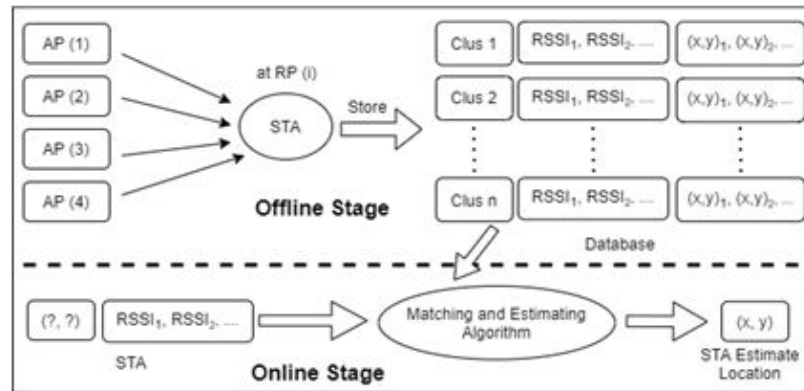 AP (1)
AP (2)
AP (3)
AP (4)
at RP (i)
STA
Store
Offline Stage
Clus 1
RSSI₁, RSSI₂, ....
(x,y)₁, (x,y)₂, ...
Clus 2
RSSI₁, RSSI₂, ....
(x,y)₁, (x,y)₂, ...
Clus n
RSSI₁, RSSI₂, ....
(x,y)₁, (x,y)₂, ...
Database
(?, ?)
RSSI₁, RSSI₂, ....
STA
Matching and Estimating
Algorithm
(x, y)
STA Estimate
Location
Online Stage